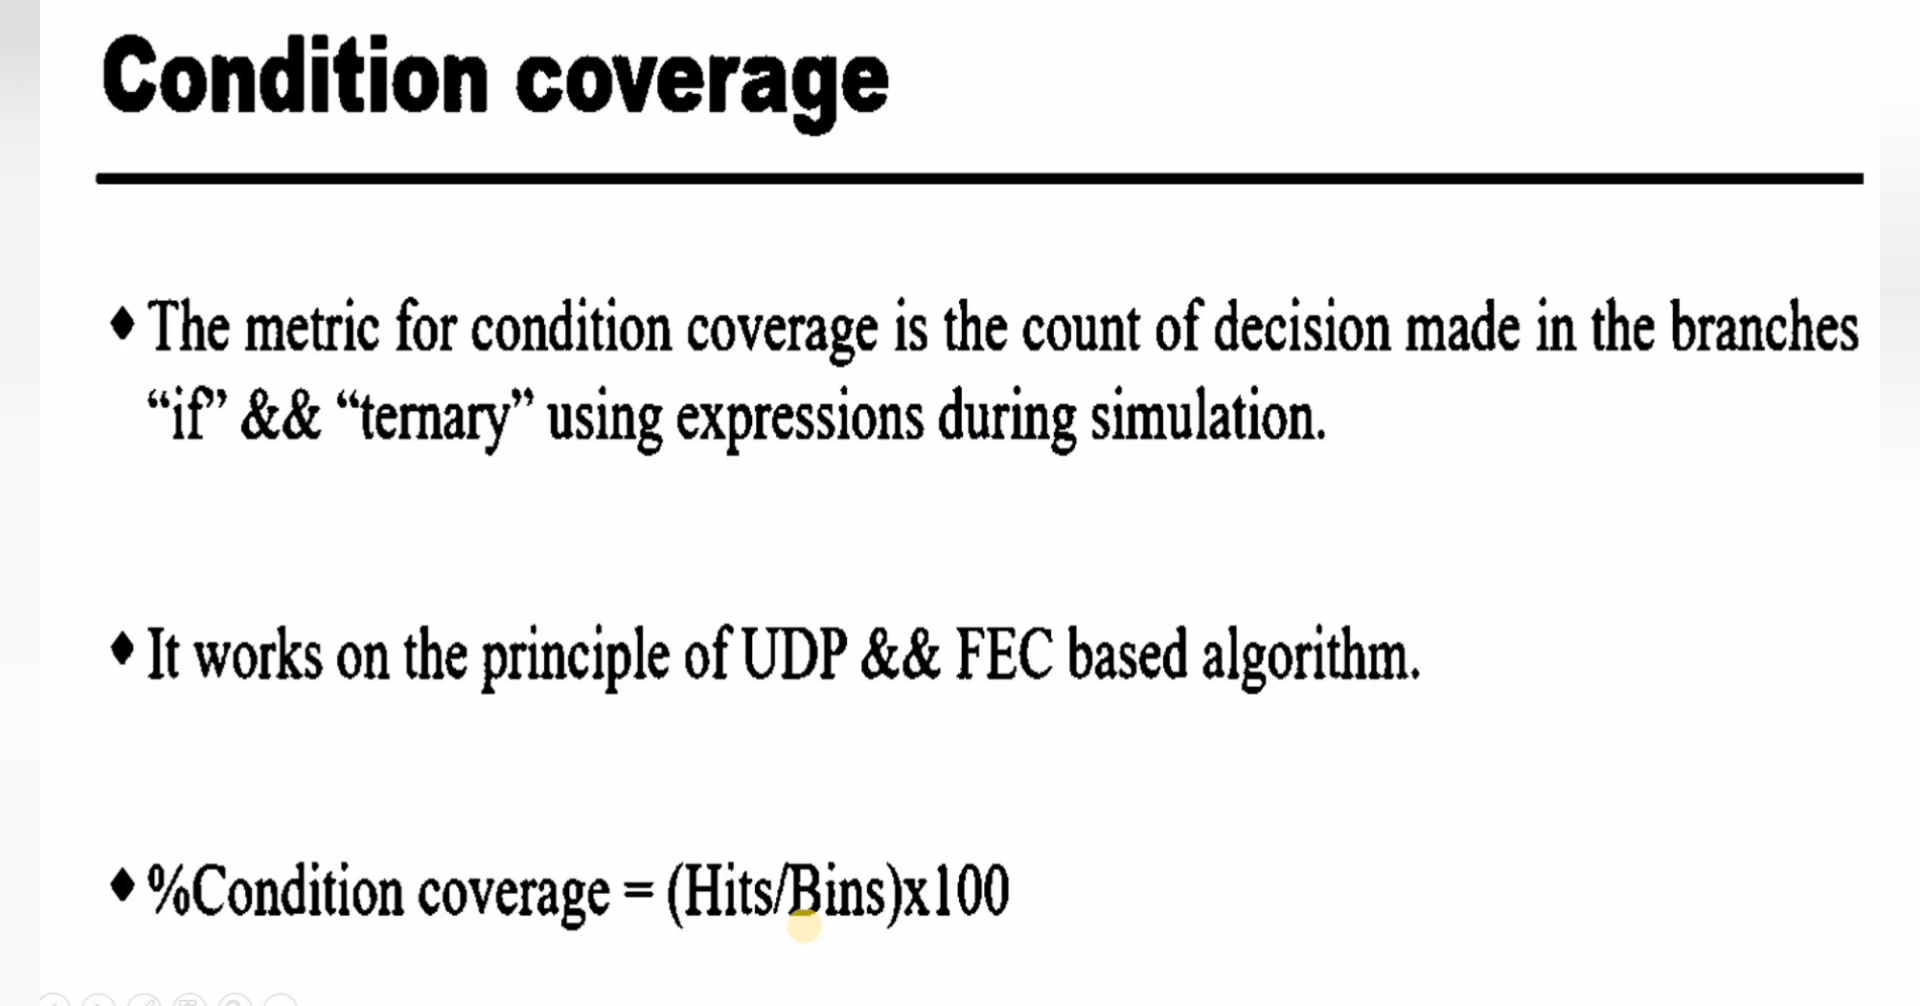 Condition coverage
♦ The metric for condition coverage is the count of decision made in the branches
“if” && “ternary” using expressions during simulation.
♦ It works on the principle of UDP && FEC based algorithm.
♦ %Condition coverage = (Hits/Bins)x100